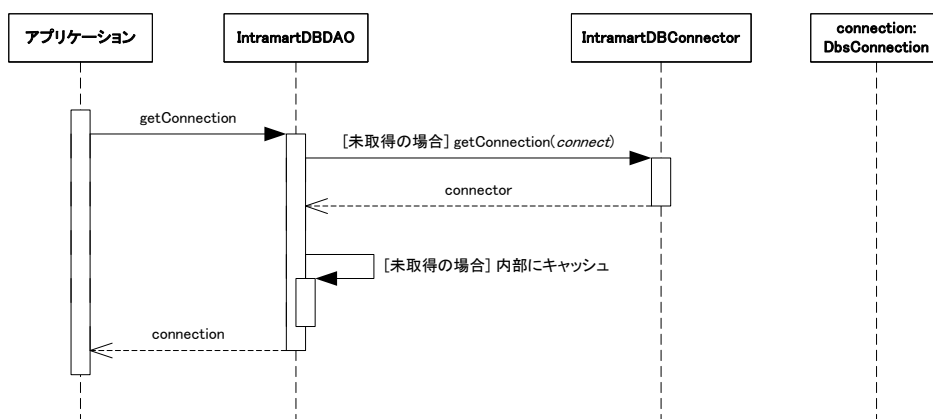 アプリケーション
IntramartDBDAO
IntramartDBConnector
connection:
DbsConnection
getConnection
[未取得の場合] getConnection(connect)
connector
[未取得の場合] 内部にキャッシュ
connection